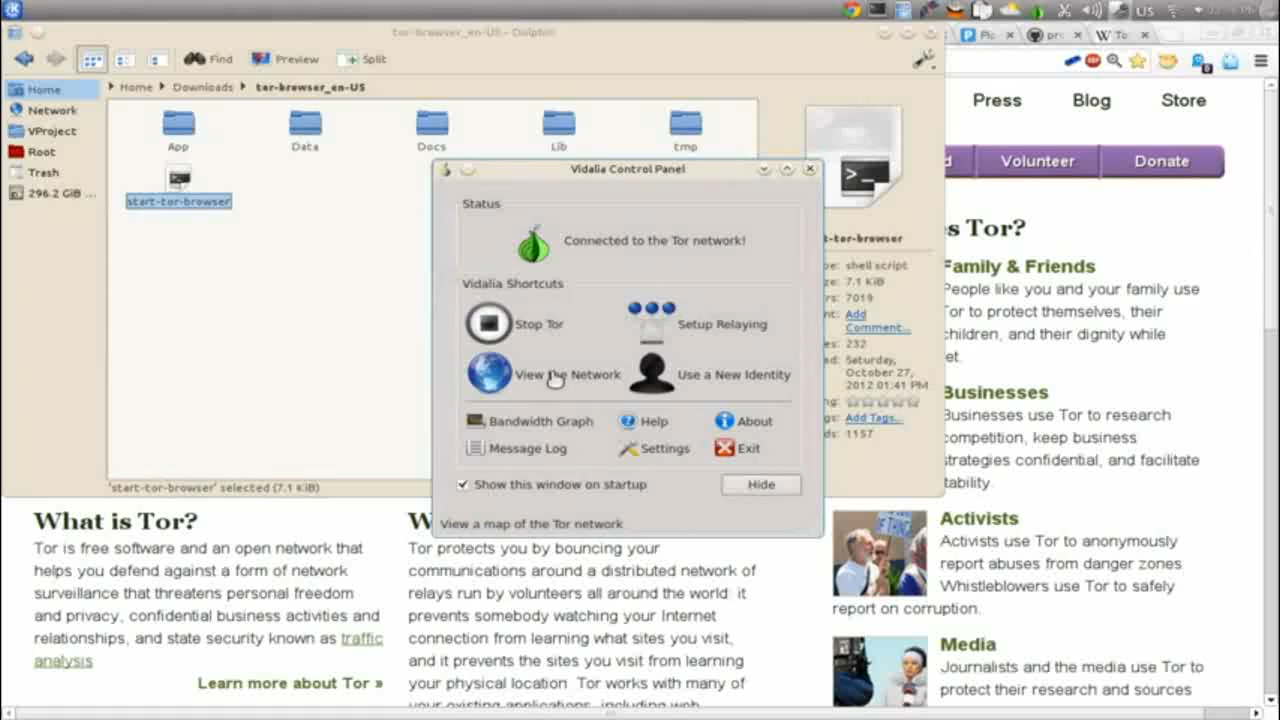 US
tor-browser_en-US - Dolphin
Find
Preview
Split
Home
Network
VProject
Root
Trash
296.2 GiB ...
Home
Downloads
tor-browser_en-US
App
Data
Docs
Lib
tmp
start-tor-browser
'start-tor-browser' selected (7.1 KiB)
t-tor-browser
shell script
7.1 KiB
7019
Add
Comment...
232
Saturday,
October 27,
2012 01:41 PM
Add Tags...
1157
Vidalia Control Panel
Status
Connected to the Tor network!
Vidalia Shortcuts
Stop Tor
Setup Relaying
View the Network
Use a New Identity
Bandwidth Graph
Help
About
Message Log
Settings
Exit
Show this window on startup
Hide
View a map of the Tor network
Press
Blog
Store
d
Volunteer
Donate
s Tor?
Family & Friends
People like you and your family use
Tor to protect themselves, their
children, and their dignity while
et.
Businesses
Businesses use Tor to research
competition, keep business
strategies confidential, and facilitate
tability.
Activists
Activists use Tor to anonymously
report abuses from danger zones
Whistleblowers use Tor to safely
report on corruption.
Media
Journalists and the media use Tor to
protect their research and sources
What is Tor?
Tor is free software and an open network that
helps you defend against a form of network
surveillance that threatens personal freedom
and privacy, confidential business activities and
relationships, and state security known as traffic
analysis
Learn more about Tor »
W
Tor protects you by bouncing your
communications around a distributed network of
relays run by volunteers all around the world: it
prevents somebody watching your Internet
connection from learning what sites you visit,
and it prevents the sites you visit from learning
your physical location. Tor works with many of
your existing applications, including web